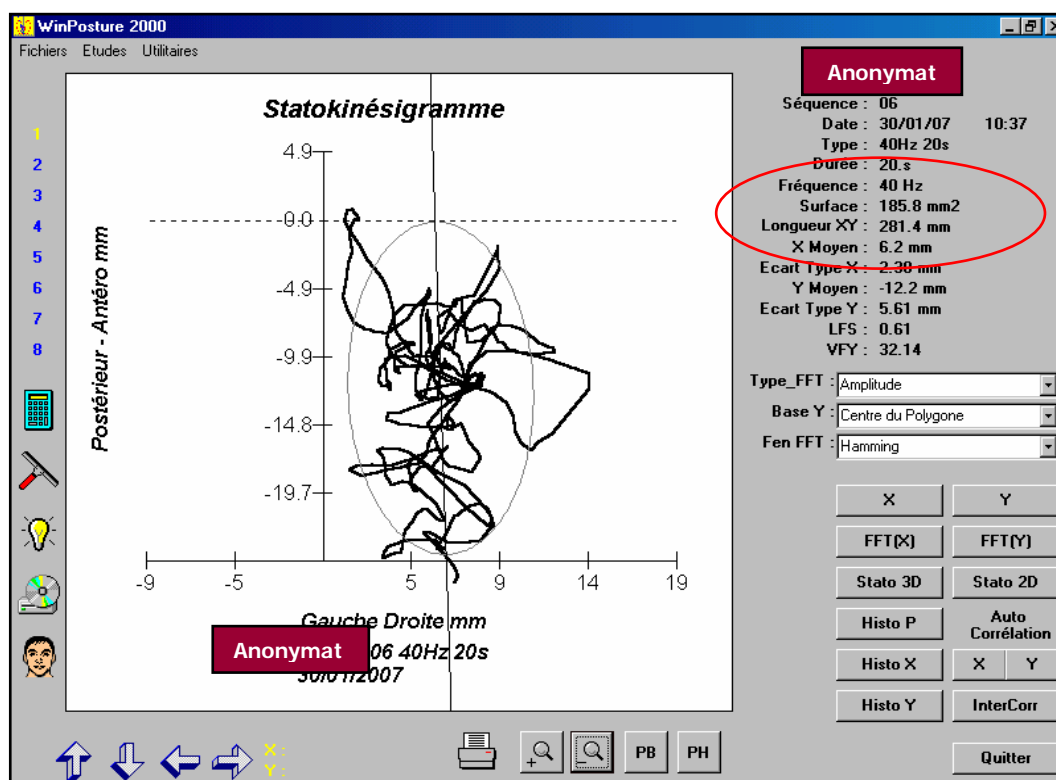 WinPosture 2000
Fichiers Etudes Utilitaires
1
2
3
4
5
6
7
8
Statokinésigramme
Postérieur - Antéro mm
4.9
0.0
-4.9
-9.9
-14.8
-19.7
-9 -5 5 9 14 19
Gauche Droite mm
Anonymat 06 40Hz 20s
30/01/2007
Anonymat
Séquence : 06
Date : 30/01/07 10:37
Type : 40Hz 20s
Durée : 20.s
Fréquence : 40 Hz
Surface : 185.8 mm2
Longueur XY : 281.4 mm
X Moyen : 6.2 mm
Ecart Type X : 2.38 mm
Y Moyen : -12.2 mm
Ecart Type Y : 5.61 mm
LFS : 0.61
VFY : 32.14
Type_FFT : Amplitude
Base Y : Centre du Polygone
Fen FFT : Hamming
X Y
FFT(X) FFT(Y)
Stato 3D Stato 2D
Histo P Auto Corrélation
Histo X X Y
Histo Y InterCorr
X :
Y :
PB PH
Quitter